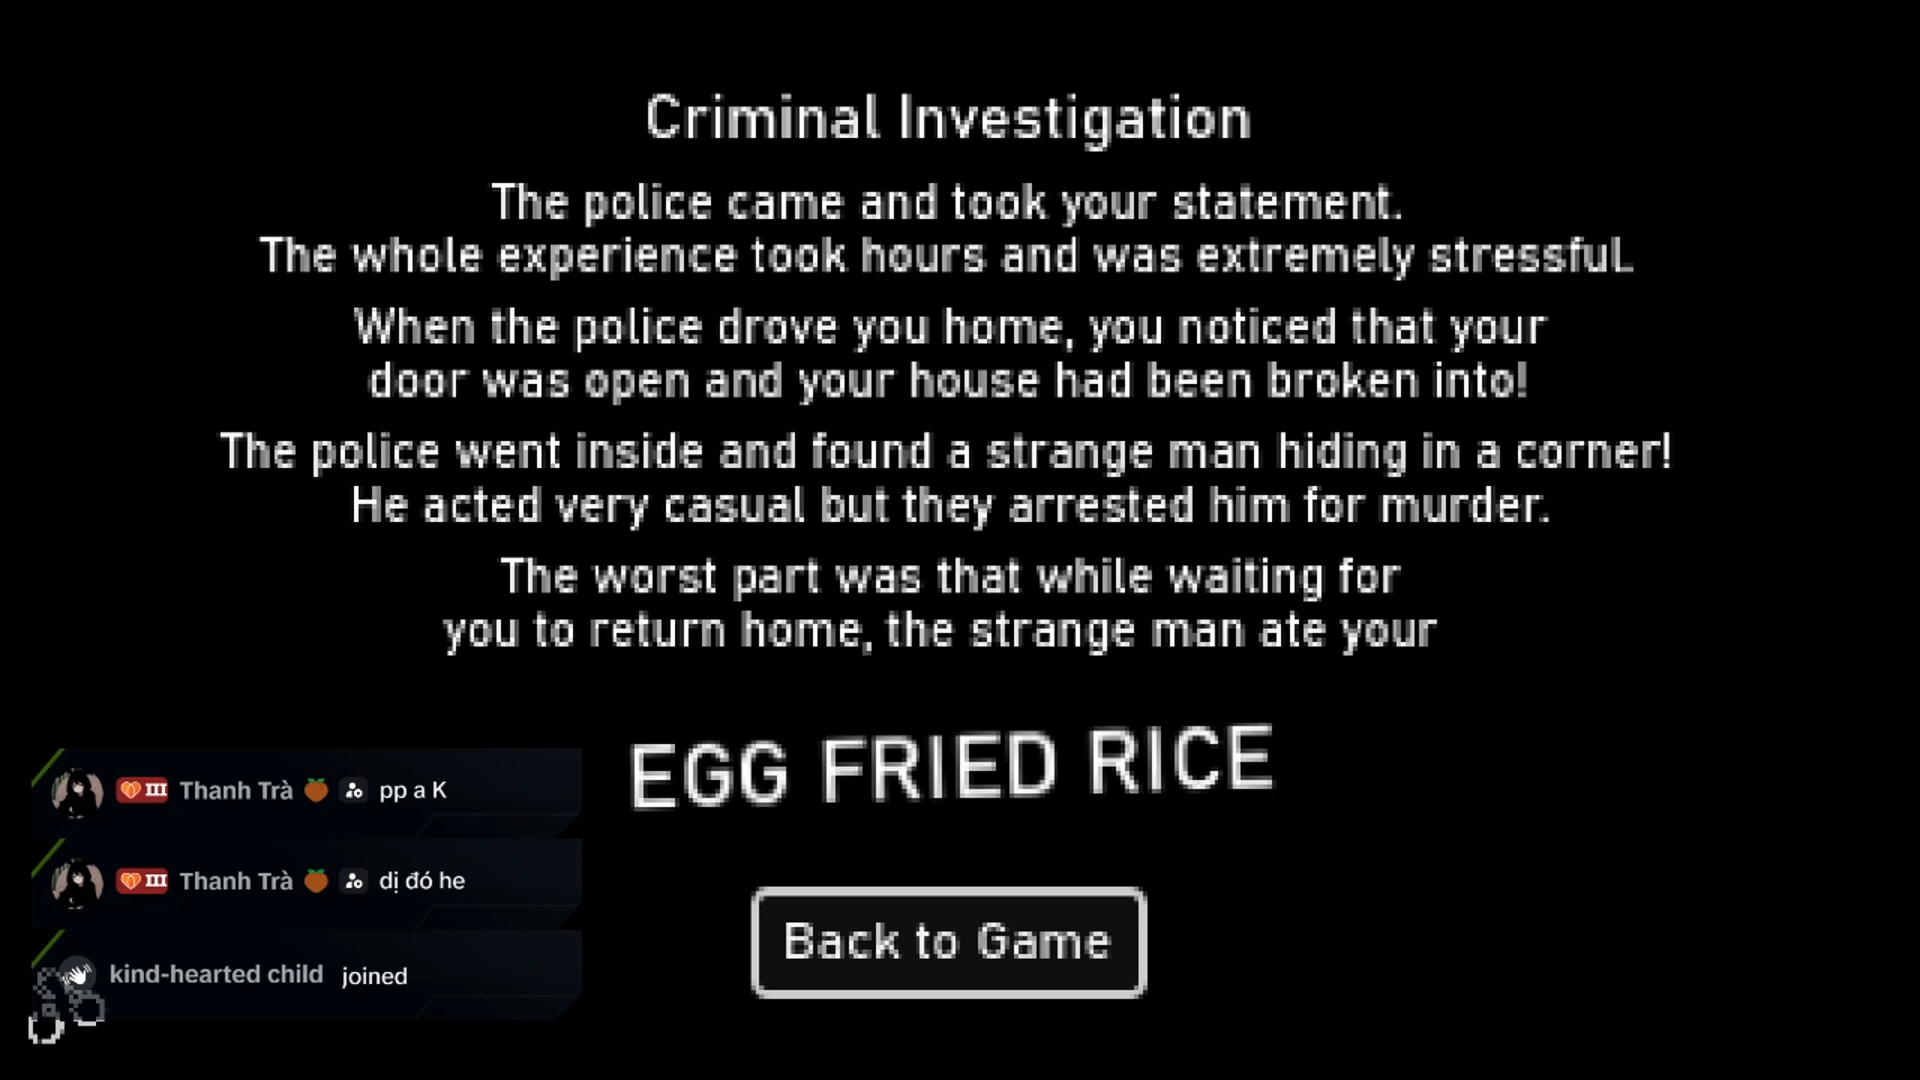 Criminal Investigation
The police came and took your statement.
The whole experience took hours and was extremely stressful.
When the police drove you home, you noticed that your
door was open and your house had been broken into!
The police went inside and found a strange man hiding in a corner!
He acted very casual but they arrested him for murder.
The worst part was that while waiting for
you to return home, the strange man ate your
EGG FRIED RICE
III Thanh Trà pp a K
III Thanh Trà dị đó he
kind-hearted child joined
Back to Game